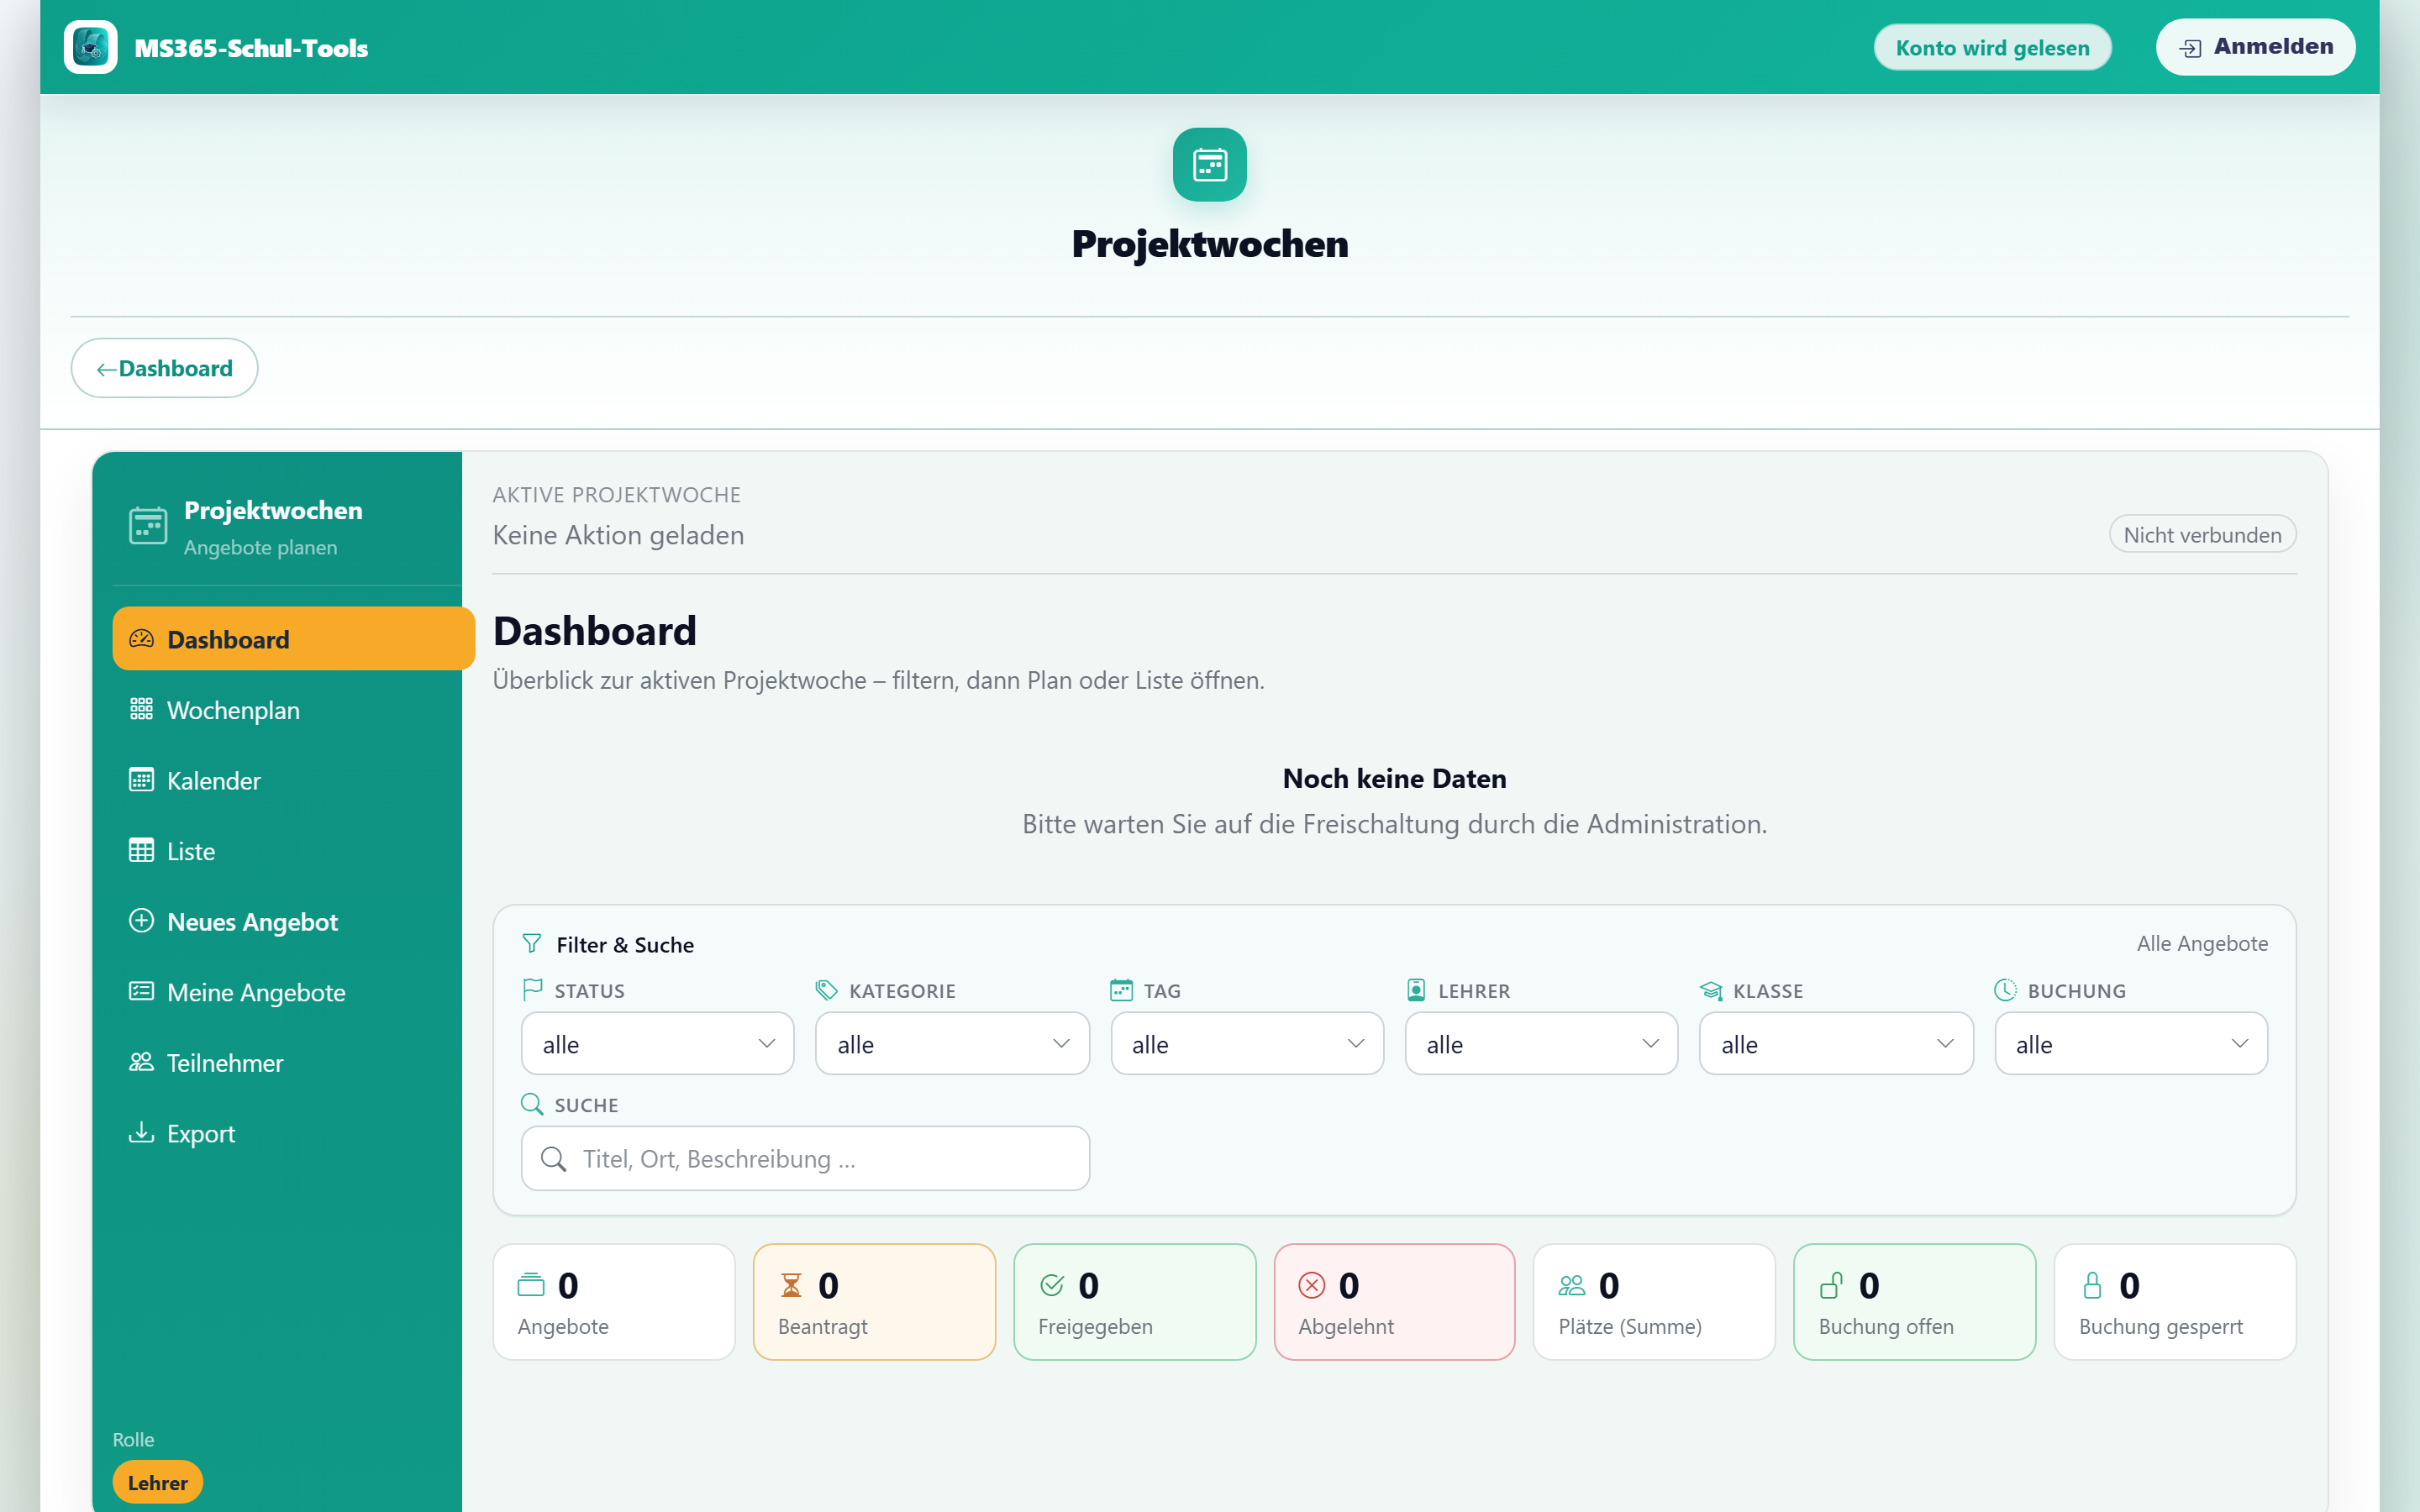 MS365-Schul-Tools
Konto wird gelesen
Anmelden
Projektwochen
←Dashboard
Projektwochen
Angebote planen
Dashboard
Wochenplan
Kalender
Liste
Neues Angebot
Meine Angebote
Teilnehmer
Export
Rolle
Lehrer
AKTIVE PROJEKTWOCHE
Keine Aktion geladen
Nicht verbunden
Dashboard
Überblick zur aktiven Projektwoche – filtern, dann Plan oder Liste öffnen.
Noch keine Daten
Bitte warten Sie auf die Freischaltung durch die Administration.
Filter & Suche
Alle Angebote
STATUS
alle
KATEGORIE
alle
TAG
alle
LEHRER
alle
KLASSE
alle
BUCHUNG
alle
SUCHE
Titel, Ort, Beschreibung ...
0
Angebote
0
Beantragt
0
Freigegeben
0
Abgelehnt
0
Plätze (Summe)
0
Buchung offen
0
Buchung gesperrt